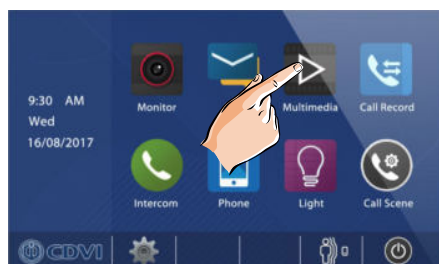 9:30 AM
Wed
16/08/2017
Monitor
Multimedia
Call Record
Intercom
Phone
Light
Call Scene
CDVI